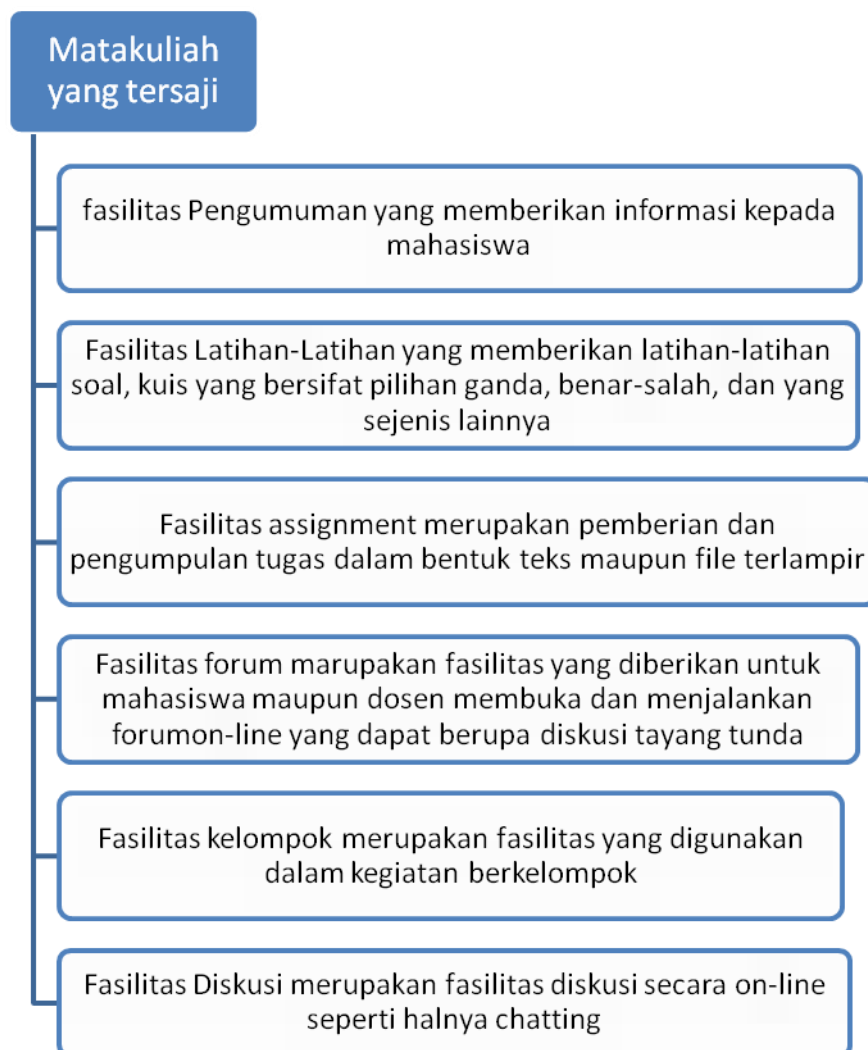 Matakuliah
yang tersaji
fasilitas Pengumuman yang memberikan informasi kepada
mahasiswa
Fasilitas Latihan-Latihan yang memberikan latihan-latihan
soal, kuis yang bersifat pilihan ganda, benar-salah, dan yang
sejenis lainnya
Fasilitas assignment merupakan pemberian dan
pengumpulan tugas dalam bentuk teks maupun file terlampir
Fasilitas forum marupakan fasilitas yang diberikan untuk
mahasiswa maupun dosen membuka dan menjalankan
forumon-line yang dapat berupa diskusi tayang tunda
Fasilitas kelompok merupakan fasilitas yang digunakan
dalam kegiatan berkelompok
Fasilitas Diskusi merupakan fasilitas diskusi secara on-line
seperti halnya chatting